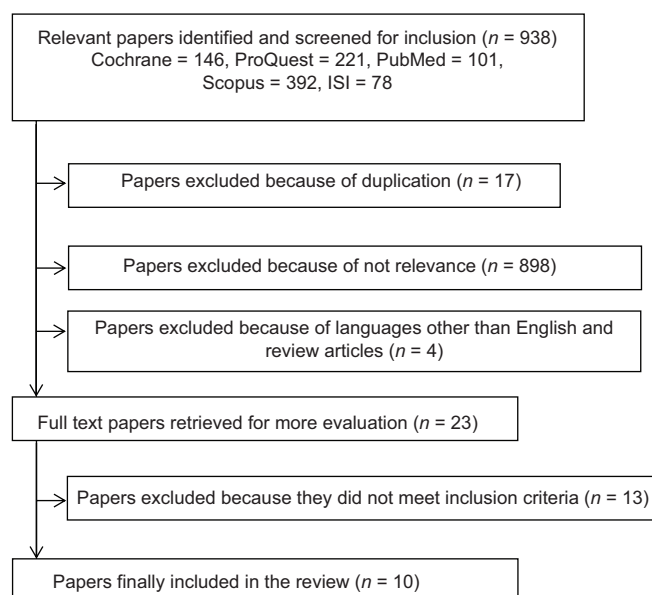 Relevant papers identified and screened for inclusion (n = 938)
Cochrane = 146, ProQuest = 221, PubMed = 101,
Scopus = 392, ISI = 78
Papers excluded because of duplication (n = 17)
Papers excluded because of not relevance (n = 898)
Papers excluded because of languages other than English and
review articles (n = 4)
Full text papers retrieved for more evaluation (n = 23)
Papers excluded because they did not meet inclusion criteria (n = 13)
Papers finally included in the review (n = 10)